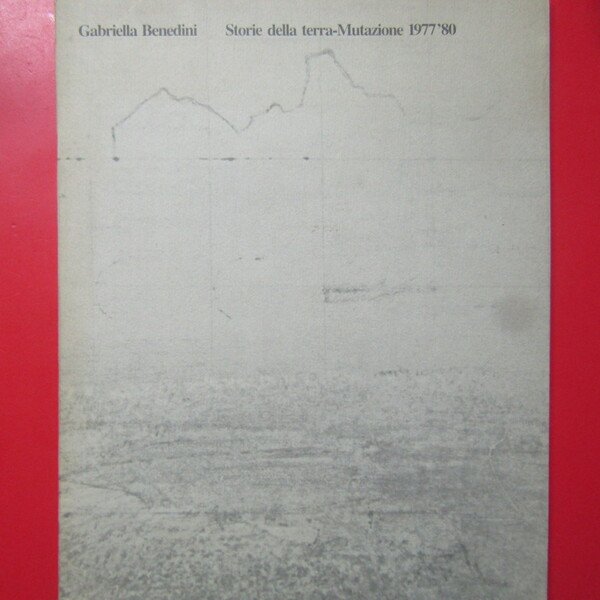 Gabriella Benedini Storie della terra-Mutazione 1977'80